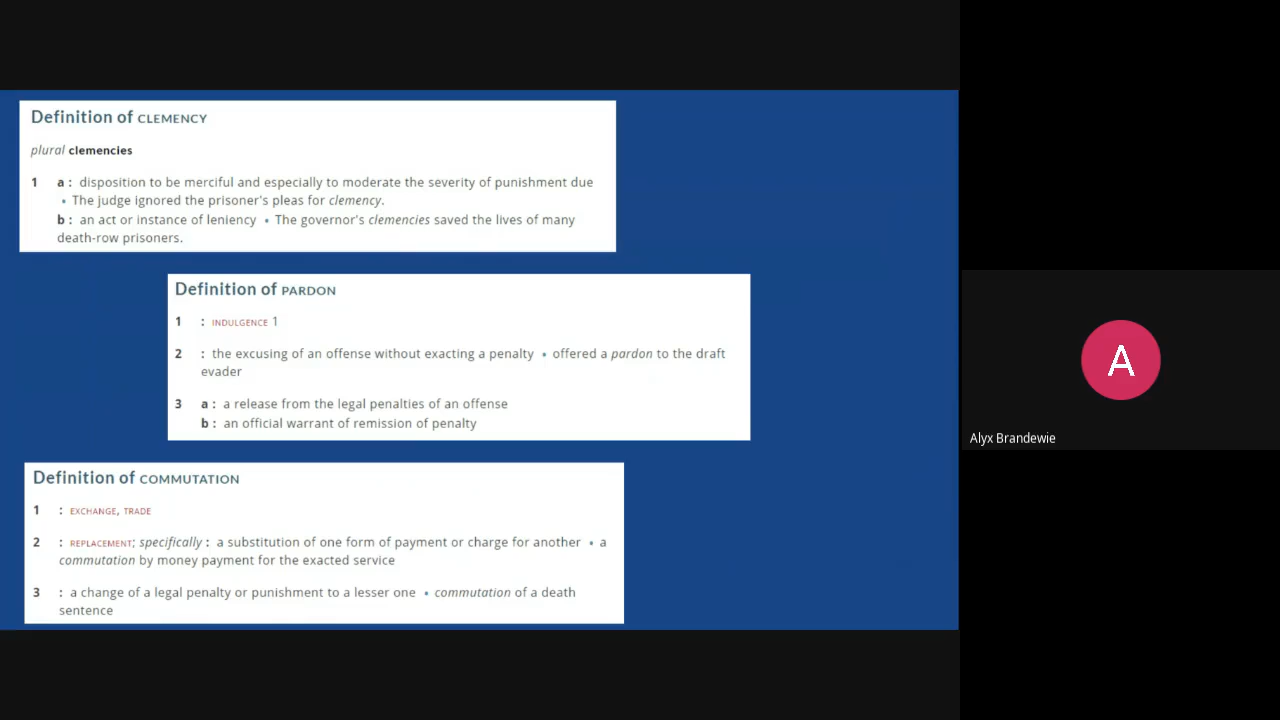 Definition of CLEMENCY
plural clemencies
1 a : disposition to be merciful and especially to moderate the severity of punishment due
• The judge ignored the prisoner's pleas for clemency.
b : an act or instance of leniency • The governor's clemencies saved the lives of many
death-row prisoners.
Definition of PARDON
1 : INDULGENCE 1
2 : the excusing of an offense without exacting a penalty • offered a pardon to the draft
evader
3 a : a release from the legal penalties of an offense
b : an official warrant of remission of penalty
Definition of COMMUTATION
1 : EXCHANGE, TRADE
2 : REPLACEMENT; specifically : a substitution of one form of payment or charge for another • a
commutation by money payment for the exacted service
3 : a change of a legal penalty or punishment to a lesser one • commutation of a death
sentence
A
Alyx Brandewie